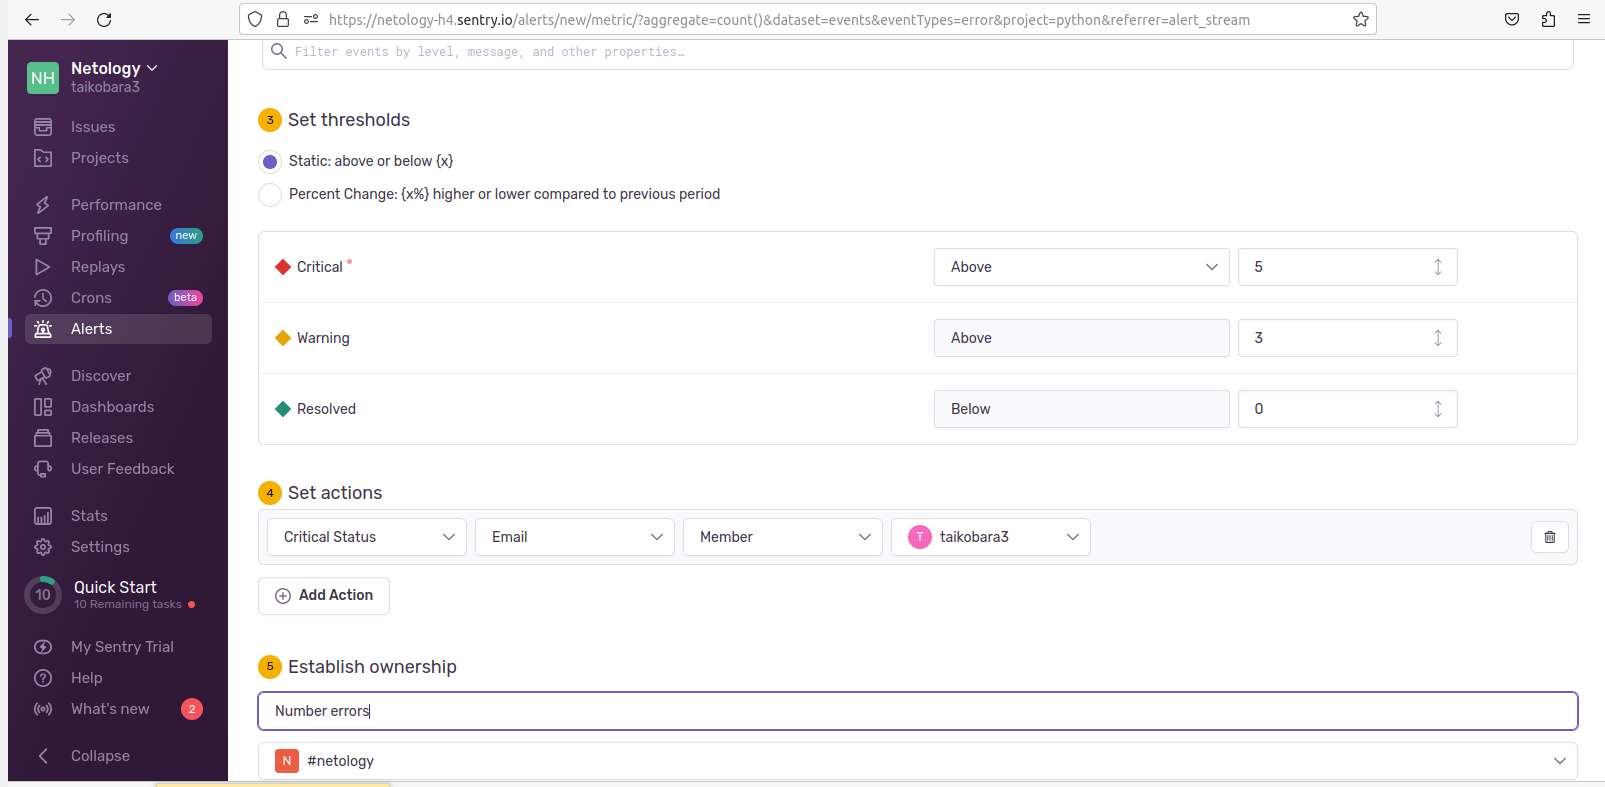 https://netology-h4.sentry.io/alerts/new/metric/?aggregate=count()&dataset=events&eventTypes=error&project=python&referrer=alert_stream
NH
Netology
taikobara3
Issues
Projects
Performance
Profiling new
Replays
Crons beta
Alerts
Discover
Dashboards
Releases
User Feedback
Stats
Settings
10
Quick Start
10 Remaining tasks
My Sentry Trial
Help
What's new 2
Collapse
Filter events by level, message, and other properties…
3 Set thresholds
Static: above or below {x}
Percent Change: {x%} higher or lower compared to previous period
Critical Above 5
Warning Above 3
Resolved Below 0
4 Set actions
Critical Status Email Member T taikobara3
Add Action
5 Establish ownership
Number errors
N #netology